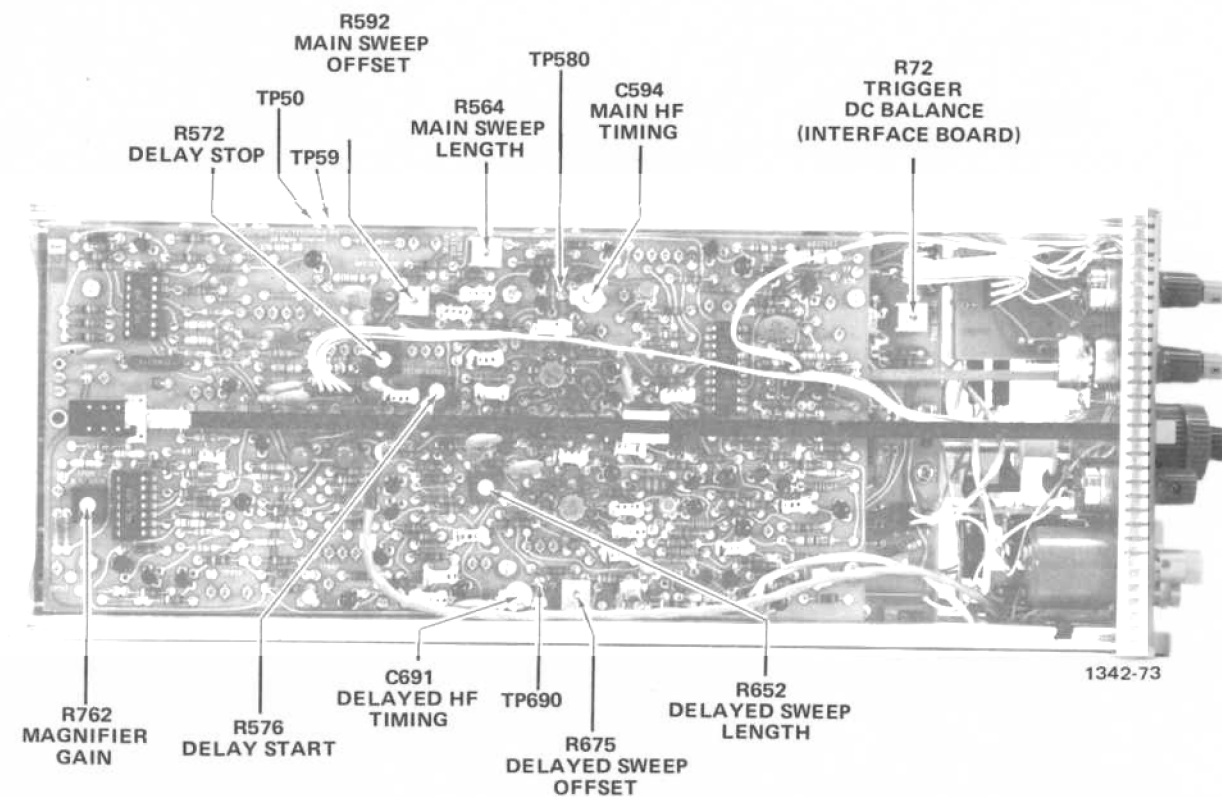 R592
MAIN SWEEP
OFFSET
TP580
R72
TRIGGER
DC BALANCE
(INTERFACE BOARD)
TP50
R564
MAIN SWEEP
LENGTH
C594
MAIN HF
TIMING
R572
DELAY STOP
TP59
1342-73
R762
MAGNIFIER
GAIN
R576
DELAY START
C691
DELAYED HF
TIMING
TP690
R675
DELAYED SWEEP
OFFSET
R652
DELAYED SWEEP
LENGTH